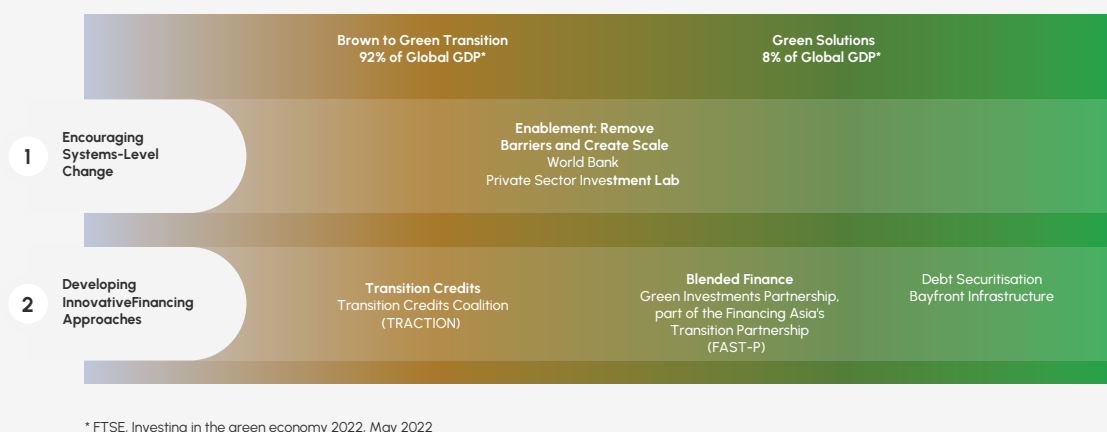 Brown to Green Transition
92% of Global GDP*
Green Solutions
8% of Global GDP*
1
Encouraging
Systems-Level
Change
Enablement: Remove
Barriers and Create Scale
World Bank
Private Sector Investment Lab
2
Developing
InnovativeFinancing
Approaches
Transition Credits
Transition Credits Coalition
(TRACTION)
Blended Finance
Green Investments Partnership,
part of the Financing Asia's
Transition Partnership
(FAST-P)
Debt Securitisation
Bayfront Infrastructure
* FTSE, Investing in the green economy 2022, May 2022